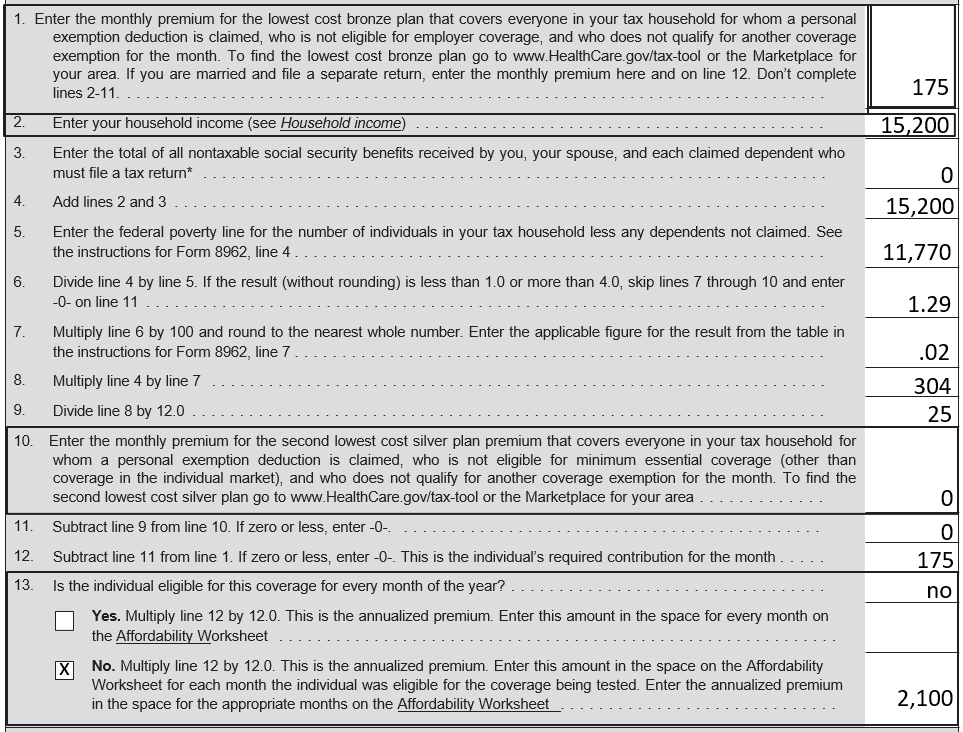 1. Enter the monthly premium for the lowest cost bronze plan that covers everyone in your tax household for whom a personal
exemption deduction is claimed, who is not eligible for employer coverage, and who does not qualify for another coverage
exemption for the month. To find the lowest cost bronze plan go to www.HealthCare.gov/tax-tool or the Marketplace for
your area. If you are married and file a separate return, enter the monthly premium here and on line 12. Don't complete
lines 2-11. 175
2. Enter your household income (see Household income) 15,200
3. Enter the total of all nontaxable social security benefits received by you, your spouse, and each claimed dependent who
must file a tax return* 0
4. Add lines 2 and 3 15,200
5. Enter the federal poverty line for the number of individuals in your tax household less any dependents not claimed. See
the instructions for Form 8962, line 4 11,770
6. Divide line 4 by line 5. If the result (without rounding) is less than 1.0 or more than 4.0, skip lines 7 through 10 and enter
-0- on line 11 1.29
7. Multiply line 6 by 100 and round to the nearest whole number. Enter the applicable figure for the result from the table in
the instructions for Form 8962, line 7 .02
8. Multiply line 4 by line 7 304
9. Divide line 8 by 12.0 25
10. Enter the monthly premium for the second lowest cost silver plan premium that covers everyone in your tax household for
whom a personal exemption deduction is claimed, who is not eligible for minimum essential coverage (other than
coverage in the individual market), and who does not qualify for another coverage exemption for the month. To find the
second lowest cost silver plan go to www.HealthCare.gov/tax-tool or the Marketplace for your area 0
11. Subtract line 9 from line 10. If zero or less, enter -0-. 0
12. Subtract line 11 from line 1. If zero or less, enter -0-. This is the individual's required contribution for the month 175
13. Is the individual eligible for this coverage for every month of the year? no
Yes. Multiply line 12 by 12.0. This is the annualized premium. Enter this amount in the space for every month on
the Affordability Worksheet
X No. Multiply line 12 by 12.0. This is the annualized premium. Enter this amount in the space on the Affordability
Worksheet for each month the individual was eligible for the coverage being tested. Enter the annualized premium
in the space for the appropriate months on the Affordability Worksheet 2,100